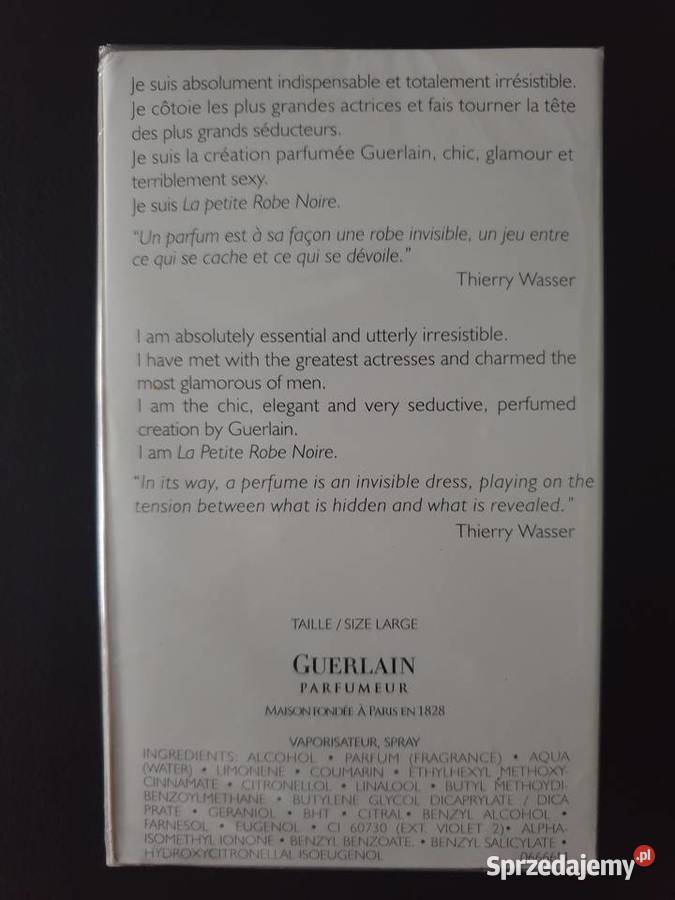 Je suis absolument indispensable et totalement irrésistible.
Je côtoie les plus grandes actrices et fais tourner la tête
des plus grands séducteurs.
Je suis la création parfumée Guerlain, chic, glamour et
terriblement sexy.
Je suis La petite Robe Noire.
"Un parfum est à sa façon une robe invisible, un jeu entre
ce qui se cache et ce qui se dévoile."
Thierry Wasser
I am absolutely essential and utterly irresistible.
I have met with the greatest actresses and charmed the
most glamorous of men.
I am the chic, elegant and very seductive, perfumed
creation by Guerlain.
I am La Petite Robe Noire.
"In its way, a perfume is an invisible dress, playing on the
tension between what is hidden and what is revealed."
Thierry Wasser
TAILLE / SIZE LARGE
GUERLAIN
PARFUMEUR
MAISON FONDÉE À PARIS EN 1828
VAPORISATEUR, SPRAY
INGREDIENTS: ALCOHOL • PARFUM (FRAGRANCE) • AQUA
(WATER) • LIMONENE • COUMARIN • ETHYLHEXYL METHOXY-
CINNAMATE • CITRONELLOL • LINALOOL • BUTYL METHOYDI-
BENZOYLMETHANE • BUTYLENE GLYCOL DICAPRYLATE / DICA
PRATE • GERANIOL • BHT • CITRAL • BENZYL ALCOHOL •
FARNESOL • EUGENOL • CI 60730 (EXT. VIOLET 2) • ALPHA-
ISOMETHYL IONONE • BENZYL BENZOATE. • BENZYL SALICYLATE •
HYDROXYCITRONELLAL ISOEUGENOL
Sprzedajemy.pl